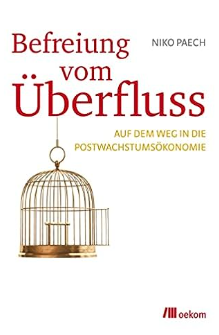 Befreiung
NIKO PAECH
vom
Überfluss
AUF DEM WEG IN DIE
POSTWACHSTUMSÖKONOMIE
oekom